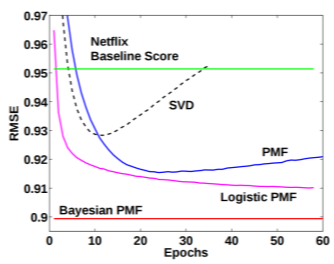 0.97
0.96
0.95
0.94
0.93
0.92
0.91
0.9
RMSE
Netflix
Baseline Score
SVD
PMF
Logistic PMF
Bayesian PMF
0 10 20 30 40 50 60
Epochs